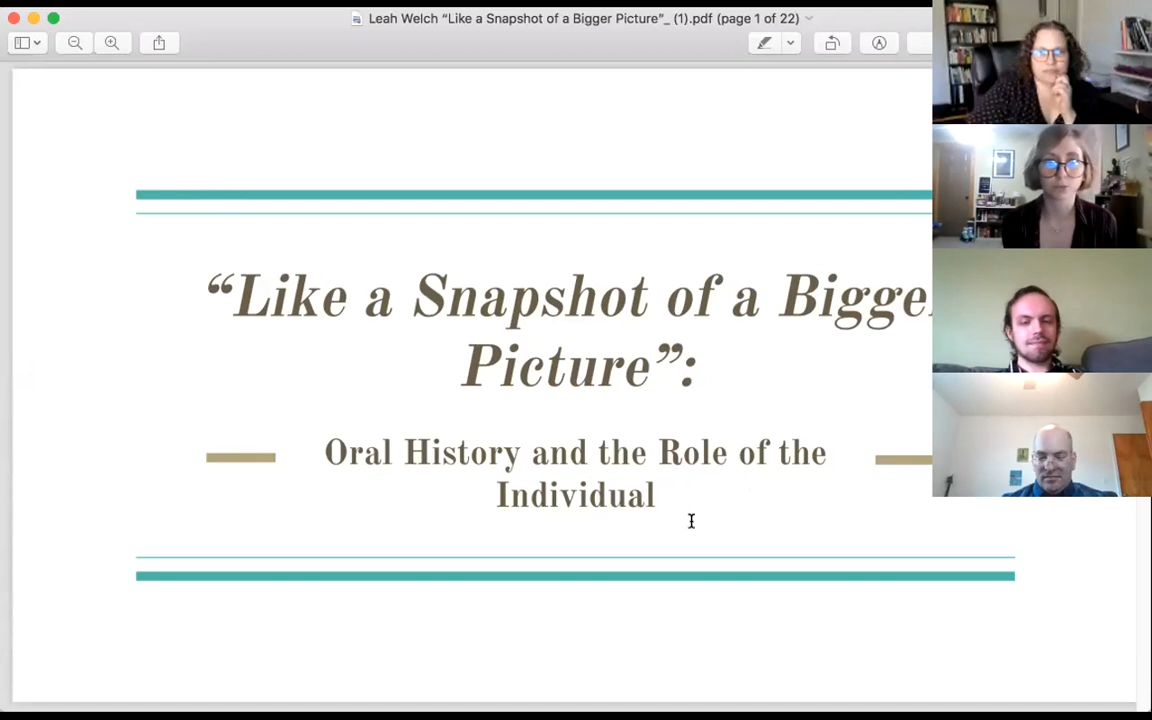 Leah Welch “Like a Snapshot of a Bigger Picture”_ (1).pdf (page 1 of 22)
“Like a Snapshot of a Bigge
Picture”:
Oral History and the Role of the
Individual